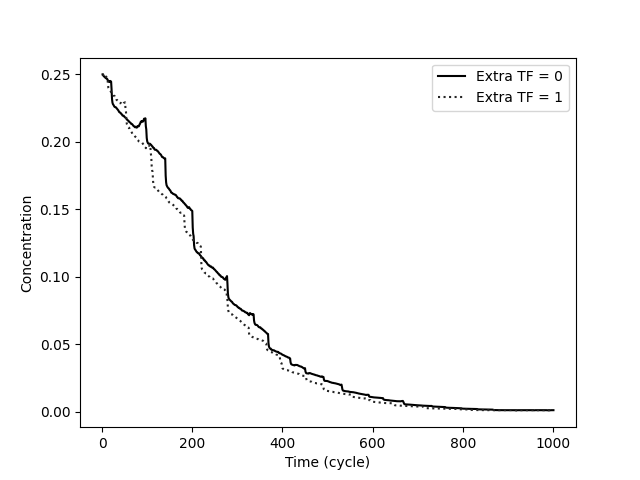 Extra TF = 0
Extra TF = 1
0.25
0.20
0.15
0.10
0.05
0.00
Concentration
0 200 400 600 800 1000
Time (cycle)